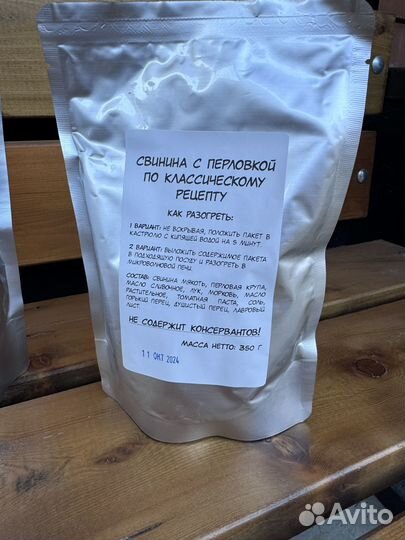 СВИНИНА С ПЕРЛОВКОЙ
ПО КЛАССИЧЕСКОМУ
РЕЦЕПТУ
КАК РАЗОГРЕТЬ:
1 ВАРИАНТ: НЕ ВСКРЫВАЯ, ПОЛОЖИТЬ ПАКЕТ В
КАСТРЮЛЮ С КИПЯЩЕЙ ВОДОЙ НА 5 МИНУТ.
2 ВАРИАНТ: ВЫЛОЖИТЬ СОДЕРЖИМОЕ ПАКЕТА
В ПОДХОДЯЩУЮ ПОСУДУ И РАЗОГРЕТЬ В
МИКРОВОЛНОВОЙ ПЕЧИ.
СОСТАВ: СВИНИНА МЯКОТЬ, ПЕРЛОВАЯ КРУПА,
МАСЛО СЛИВОЧНОЕ, ЛУК, МОРКОВЬ, МАСЛО
РАСТИТЕЛЬНОЕ, ТОМАТНАЯ ПАСТА, СОЛЬ,
ГОРЬКИЙ ПЕРЕЦ, ДУШИСТЫЙ ПЕРЕЦ, ЛАВРОВЫЙ
ЛИСТ.
НЕ СОДЕРЖИТ КОНСЕРВАНТОВ!
МАССА НЕТТО: 350 Г.
11 ОКТ 2024
Avito